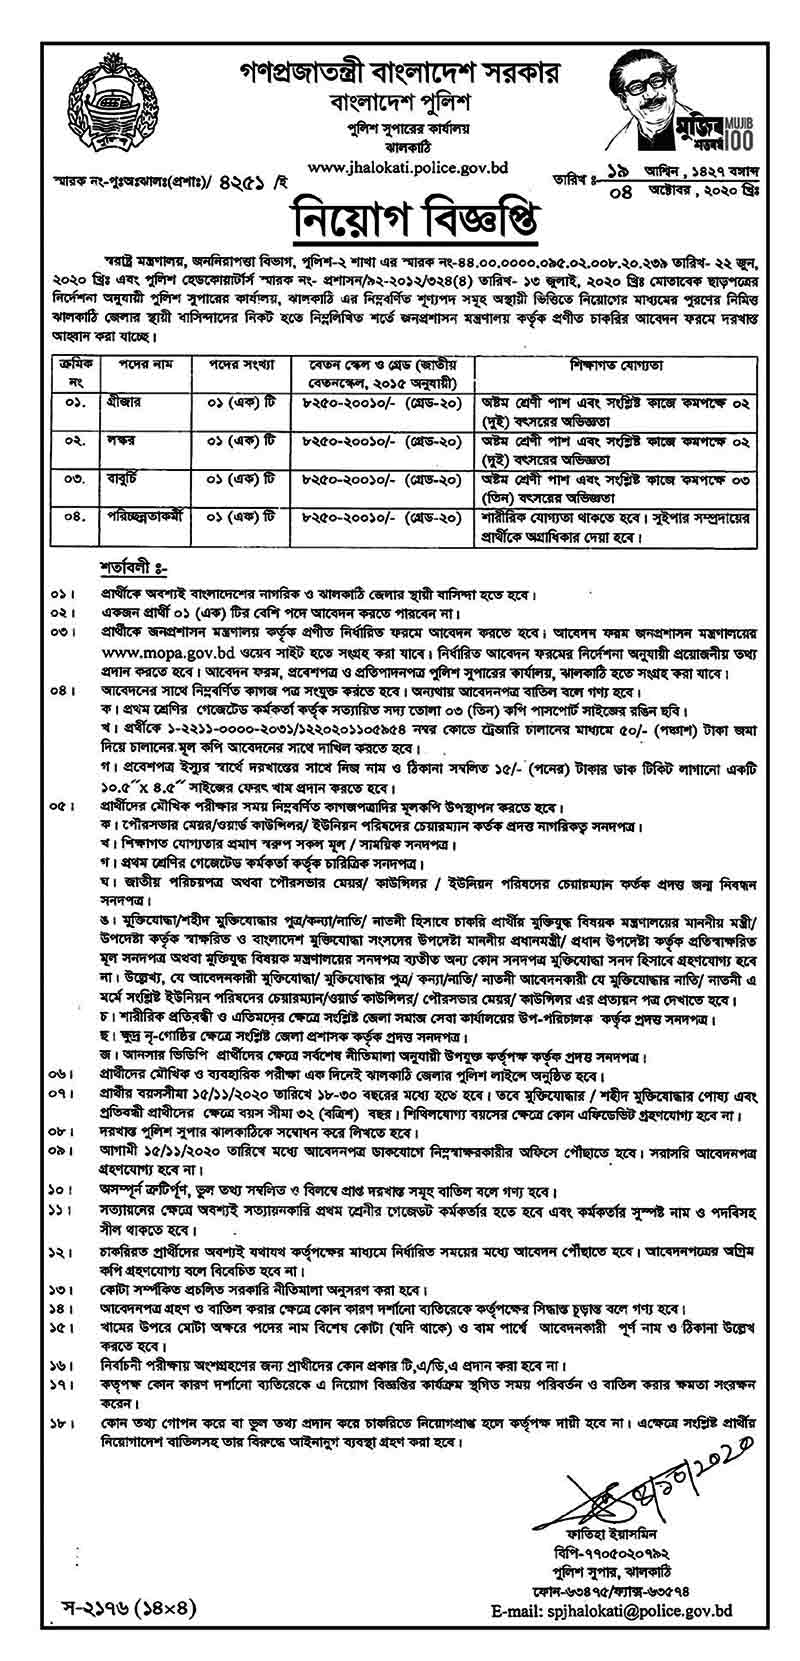 গণপ্রজাতন্ত্রী বাংলাদেশ সরকার
বাংলাদেশ পুলিশ
পুলিশ সুপারের কার্যালয়
ঝালকাঠি
www.jhalokati.police.gov.bd
মুজিব শতবর্ষ MUJIB 100
স্মারক নং-পুঃঅঃঝালঃ(প্রশাঃ)/ ৪২৫১ /ই
তারিখ ঃ ১৯ আশ্বিন , ১৪২৭ বঙ্গাব্দ
০৪ অক্টোবর , ২০২০ খ্রিঃ
নিয়োগ বিজ্ঞপ্তি
স্বরাষ্ট্র মন্ত্রণালয়, জননিরাপত্তা বিভাগ, পুলিশ-২ শাখা এর স্মারক নং-৪৪.০০.০০০০.০৯৫.০২.০০৮.২০.২৩৯ তারিখ- ২২ জুন,
২০২০ খ্রিঃ এবং পুলিশ হেডকোয়ার্টার্স স্মারক নং- প্রশাসন/৯২-২০১২/৩২৪(৪) তারিখ- ১৩ জুলাই, ২০২০ খ্রিঃ মোতাবেক ছাড়পত্রের
নির্দেশনা অনুযায়ী পুলিশ সুপারের কার্যালয়, ঝালকাঠি এর নিম্নবর্ণিত শূণ্যপদ সমূহ অস্থায়ী ভিত্তিতে নিয়োগের মাধ্যমের পুরণের নিমিত্ত
ঝালকাঠি জেলার স্থায়ী বাসিন্দাদের নিকট হতে নিম্নলিখিত শর্তে জনপ্রশাসন মন্ত্রণালয় কর্তৃক প্রণীত চাকরির আবেদন ফরমে দরখাস্ত
আহবান করা যাচ্ছে।
ক্রমিক নং | পদের নাম | পদের সংখ্যা | বেতন স্কেল ও গ্রেড (জাতীয় বেতনস্কেল, ২০১৫ অনুযায়ী) | শিক্ষাগত যোগ্যতা
০১. গ্রীজার ০১ (এক) টি ৮২৫০-২০০১০/- (গ্রেড-২০) অষ্টম শ্রেণী পাশ এবং সংশ্লিষ্ট কাজে কমপক্ষে ০২
(দুই) বৎসরের অভিজ্ঞতা
০২. লস্কর ০১ (এক) টি ৮২৫০-২০০১০/- (গ্রেড-২০) অষ্টম শ্রেণী পাশ এবং সংশ্লিষ্ট কাজে কমপক্ষে ০২
(দুই) বৎসরের অভিজ্ঞতা
০৩. বাবুর্চি ০১ (এক) টি ৮২৫০-২০০১০/- (গ্রেড-২০) অষ্টম শ্রেণী পাশ এবং সংশ্লিষ্ট কাজে কমপক্ষে ০৩
(তিন) বৎসরের অভিজ্ঞতা
০৪. পরিচ্ছন্নতাকর্মী ০১ (এক) টি ৮২৫০-২০০১০/- (গ্রেড-২০) শারীরিক যোগ্যতা থাকতে হবে। সুইপার সম্প্রদায়ের
প্রার্থীকে অগ্রাধিকার দেয়া হবে।
শর্তাবলী ঃ-
০১। প্রার্থীকে অবশ্যই বাংলাদেশের নাগরিক ও ঝালকাঠি জেলার স্থায়ী বাসিন্দা হতে হবে।
০২। একজন প্রার্থী ০১ (এক) টির বেশি পদে আবেদন করতে পারবেন না।
০৩। প্রার্থীকে জনপ্রশাসন মন্ত্রণালয় কর্তৃক প্রণীত নির্ধারিত ফরমে আবেদন করতে হবে। আবেদন ফরম জনপ্রশাসন মন্ত্রণালয়ের
www.mopa.gov.bd ওয়েব সাইট হতে সংগ্রহ করা যাবে। নির্ধারিত আবেদন ফরমের নির্দেশনা অনুযায়ী প্রয়োজনীয় তথ্য
প্রদান করতে হবে। আবেদন ফরম, প্রবেশপত্র ও প্রতিপাদনপত্র পুলিশ সুপারের কার্যালয়, ঝালকাঠি হতে সংগ্রহ করা যাবে।
০৪। আবেদনের সাথে নিম্নবর্ণিত কাগজ পত্র সংযুক্ত করতে হবে। অন্যথায় আবেদনপত্র বাতিল বলে গণ্য হবে।
ক। প্রথম শ্রেণির গেজেটেড কর্মকর্তা কর্তৃক সত্যায়িত সদ্য তোলা ০৩ (তিন) কপি পাসপোর্ট সাইজের রঙিন ছবি।
খ। প্রর্থীকে ১-২২১১-০০০০-২০৩১/১২২০২০১১০৫৯৫৪ নম্বর কোডে ট্রেজারি চালানের মাধ্যমে ৫০/- (পঞ্চাশ) টাকা জমা
দিয়ে চালানের মূল কপি আবেদনের সাথে দাখিল করতে হবে।
গ। প্রবেশপত্র ইস্যুর স্বার্থে দরখাস্তের সাথে নিজ নাম ও ঠিকানা সম্বলিত ১৫/- (পনের) টাকার ডাক টিকিট লাগানো একটি
১০.৫˝x ৪.৫˝ সাইজের ফেরৎ খাম প্রদান করতে হবে।
০৫। প্রার্থীদের মৌখিক পরীক্ষার সময় নিম্নবর্ণিত কাগজপত্রাদির মূলকপি উপস্থাপন করতে হবে।
ক। পৌরসভার মেয়র/ওয়ার্ড কাউন্সিলর/ ইউনিয়ন পরিষদের চেয়ারম্যান কর্তক প্রদত্ত নাগরিকত্ব সনদপত্র।
খ। শিক্ষাগত যোগ্যতার প্রমাণ স্বরুপ সকল মূল / সাময়িক সনদপত্র।
গ। প্রথম শ্রেণির গেজেটেড কর্মকর্তা কর্তৃক চারিত্রিক সনদপত্র।
ঘ। জাতীয় পরিচয়পত্র অথবা পৌরসভার মেয়র/ কাউন্সিলর / ইউনিয়ন পরিষদের চেয়ারম্যান কর্তক প্রদত্ত জন্ম নিবন্ধন
সনদপত্র।
ঙ। মুক্তিযোদ্ধা/শহীদ মুক্তিযোদ্ধার পুত্র/কন্যা/নাতি/ নাতনী হিসাবে চাকরি প্রার্থীর মুক্তিযুদ্ধ বিষয়ক মন্ত্রণালয়ের মাননীয় মন্ত্রী/
উপদেষ্টা কর্তৃক স্বাক্ষরিত ও বাংলাদেশ মুক্তিযোদ্ধা সংসদের উপদেষ্টা মাননীয় প্রধানমন্ত্রী/ প্রধান উপদেষ্টা কর্তৃক প্রতিস্বাক্ষরিত
মূল সনদপত্র অথবা মুক্তিযুদ্ধ বিষয়ক মন্ত্রণালয়ের সনদপত্র ব্যতীত অন্য কোন সনদপত্র মুক্তিযোদ্ধা সনদ হিসাবে গ্রহণযোগ্য হবে
না। উল্লেখ্য, যে আবেদনকারী মুক্তিযোদ্ধা/ মুক্তিযোদ্ধার পুত্র/ কন্যা/নাতি/ নাতনী আবেদনকারী যে মুক্তিযোদ্ধার নাতি/ নাতনী এ
মর্মে সংশ্লিষ্ট ইউনিয়ন পরিষদের চেয়ারম্যান/ওয়ার্ড কাউন্সিলর/ পৌরসভার মেয়র/ কাউন্সিলর এর প্রত্যয়ন পত্র দেখাতে হবে।
চ। শারীরিক প্রতিবন্ধী ও এতিমদের ক্ষেত্রে সংশ্লিষ্ট জেলা সমাজ সেবা কার্যালয়ের উপ-পরিচালক কর্তৃক প্রদত্ত সনদপত্র।
ছ। ক্ষুদ্র নৃ-গোষ্ঠির ক্ষেত্রে সংশ্লিষ্ট জেলা প্রশাসক কর্তৃক প্রদত্ত সনদপত্র।
জ। আনসার ভিডিপি প্রার্থীদের ক্ষেত্রে সর্বশেষ নীতিমালা অনুযায়ী উপযুক্ত কর্তৃপক্ষ কর্তৃক প্রদত্ত সনদপত্র।
০৬। প্রার্থীদের মৌখিক ও ব্যবহারিক পরীক্ষা এক দিনেই ঝালকাঠি জেলার পুলিশ লাইন্সে অনুষ্ঠিত হবে।
০৭। প্রার্থীর বয়সসীমা ১৫/১১/২০২০ তারিখে ১৮-৩০ বছরের মধ্যে হতে হবে। তবে মুক্তিযোদ্ধার / শহীদ মুক্তিযোদ্ধার পোষ্য এবং
প্রতিবন্ধী প্রার্থীদের ক্ষেত্রে বয়স সীমা ৩২ (বত্রিশ) বছর। শিথিলযোগ্য বয়সের ক্ষেত্রে কোন এফিডেভিট গ্রহণযোগ্য হবে না।
০৮। দরখাস্ত পুলিশ সুপার ঝালকাঠিকে সম্বোধন করে লিখতে হবে।
০৯। আগামী ১৫/১১/২০২০ তারিখে মধ্যে আবেদনপত্র ডাকযোগে নিম্নস্বাক্ষরকারীর অফিসে পৌঁছাতে হবে। সরাসরি আবেদনপত্র
গ্রহণযোগ্য হবে না।
১০। অসম্পূর্ন ত্রুটিপূর্ণ, ভুল তথ্য সম্বলিত ও বিলম্বে প্রাপ্ত দরখাস্ত সমূহ বাতিল বলে গণ্য হবে।
১১। সত্যায়নের ক্ষেত্রে অবশ্যই সত্যায়নকারি প্রথম শ্রেনীর গেজেডট কর্মকর্তার হতে হবে এবং কর্মকর্তার সুস্পষ্ট নাম ও পদবিসহ
সীল থাকতে হবে।
১২। চাকরিরত প্রার্থীদের অবশ্যই যথাযথ কর্তৃপক্ষের মাধ্যমে নির্ধারিত সময়ের মধ্যে আবেদন পৌঁছাতে হবে। আবেদনপত্রের অগ্রিম
কপি গ্রহণযোগ্য বলে বিবেচিত হবে না।
১৩। কোটা সম্পকিত প্রচলিত সরকারি নীতিমালা অনুসরণ করা হবে।
১৪। আবেদনপত্র গ্রহণ ও বাতিল করার ক্ষেত্রে কোন কারণ দর্শানো ব্যতিরেকে কর্তৃপক্ষের সিদ্ধান্ত চুড়ান্ত বলে গণ্য হবে।
১৫। খামের উপরে মোটা অক্ষরে পদের নাম বিশেষ কোটা (যদি থাকে) ও বাম পার্শ্বে আবেদনকারী পূর্ণ নাম ও ঠিকানা উল্লেখ
করতে হবে।
১৬। নির্বাচনী পরীক্ষায় অংশগ্রহণের জন্য প্রার্থীদের কোন প্রকার টি,এ/ডি,এ প্রদান করা হবে না।
১৭। কতৃপক্ষ কোন কারণ দর্শানো ব্যতিরেকে এ নিয়োগ বিজ্ঞপ্তির কার্যক্রম স্থগিত সময় পরিবর্তন ও বাতিল করার ক্ষমতা সংরক্ষন
করেন।
১৮। কোন তথ্য গোপন করে বা ভুল তথ্য প্রদান করে চাকরিতে নিয়োগপ্রাপ্ত হলে কর্তৃপক্ষ দায়ী হবে না। এক্ষেত্রে সংশ্লিষ্ট প্রার্থীর
নিয়োগাদেশ বাতিলসহ তার বিরুদ্ধে আইনানুগ ব্যবস্থা গ্রহণ করা হবে।
৪/১০/২০২০
ফাতিহা ইয়াসমিন
বিপি-৭৭০৫০২০৭৯২
পুলিশ সুপার, ঝালকাঠি
ফোন-৬৩৪৭৫/ফ্যাক্স-৬৩৫৭৪
স-২১৭৬ (১৪×৪)
E-mail: spjhalokati@police.gov.bd